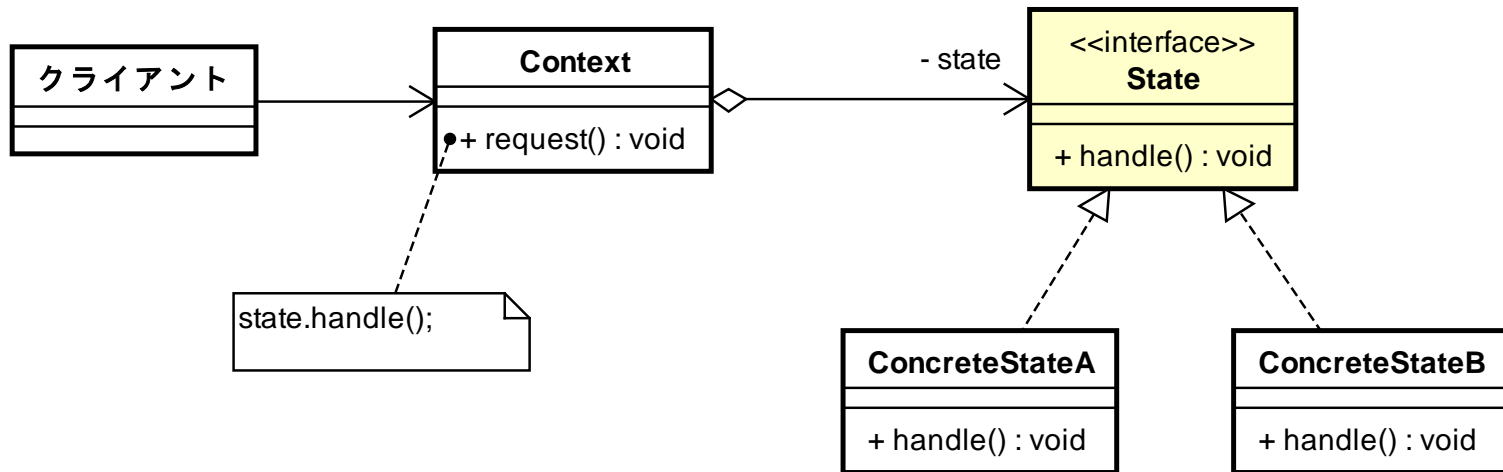 クライアント
Context
+ request() : void
- state
<<interface>>
State
+ handle() : void
state.handle();
ConcreteStateA
+ handle() : void
ConcreteStateB
+ handle() : void